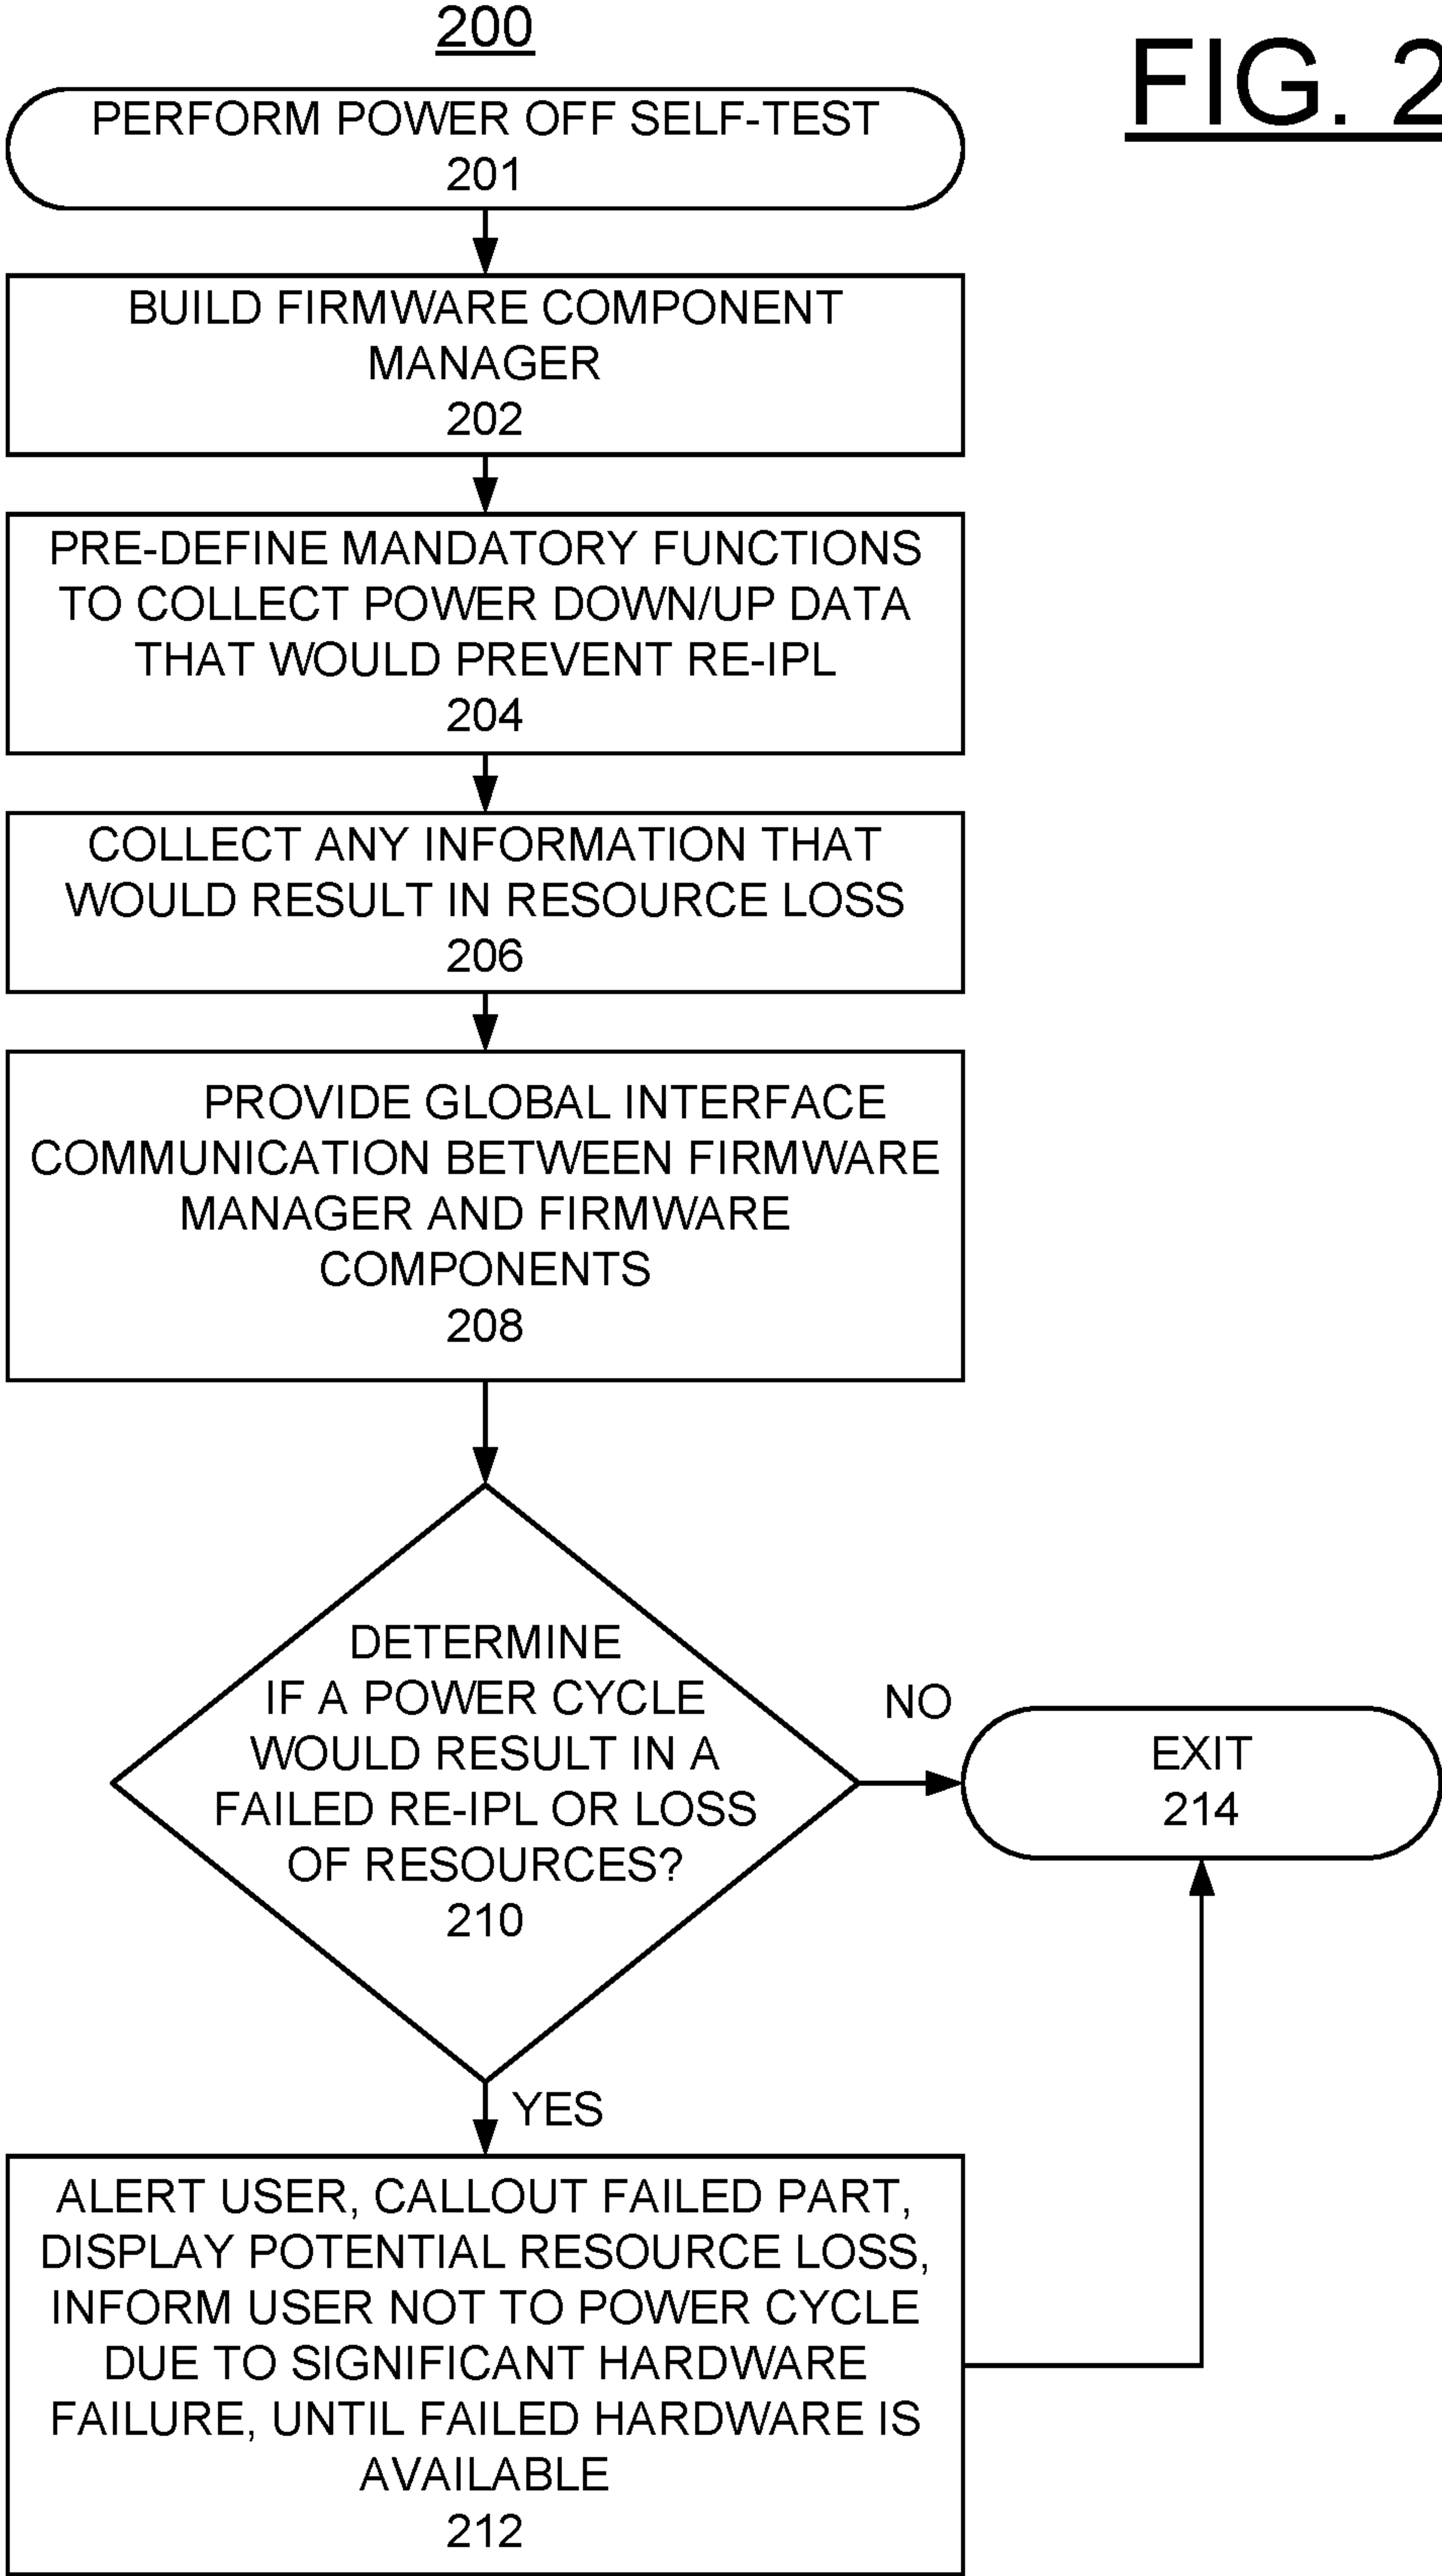 200
FIG. 2
PERFORM POWER OFF SELF-TEST
201
BUILD FIRMWARE COMPONENT
MANAGER
202
PRE-DEFINE MANDATORY FUNCTIONS
TO COLLECT POWER DOWN/UP DATA
THAT WOULD PREVENT RE-IPL
204
COLLECT ANY INFORMATION THAT
WOULD RESULT IN RESOURCE LOSS
206
PROVIDE GLOBAL INTERFACE
COMMUNICATION BETWEEN FIRMWARE
MANAGER AND FIRMWARE
COMPONENTS
208
DETERMINE
IF A POWER CYCLE
WOULD RESULT IN A
FAILED RE-IPL OR LOSS
OF RESOURCES?
210
NO
EXIT
214
YES
ALERT USER, CALLOUT FAILED PART,
DISPLAY POTENTIAL RESOURCE LOSS,
INFORM USER NOT TO POWER CYCLE
DUE TO SIGNIFICANT HARDWARE
FAILURE, UNTIL FAILED HARDWARE IS
AVAILABLE
212